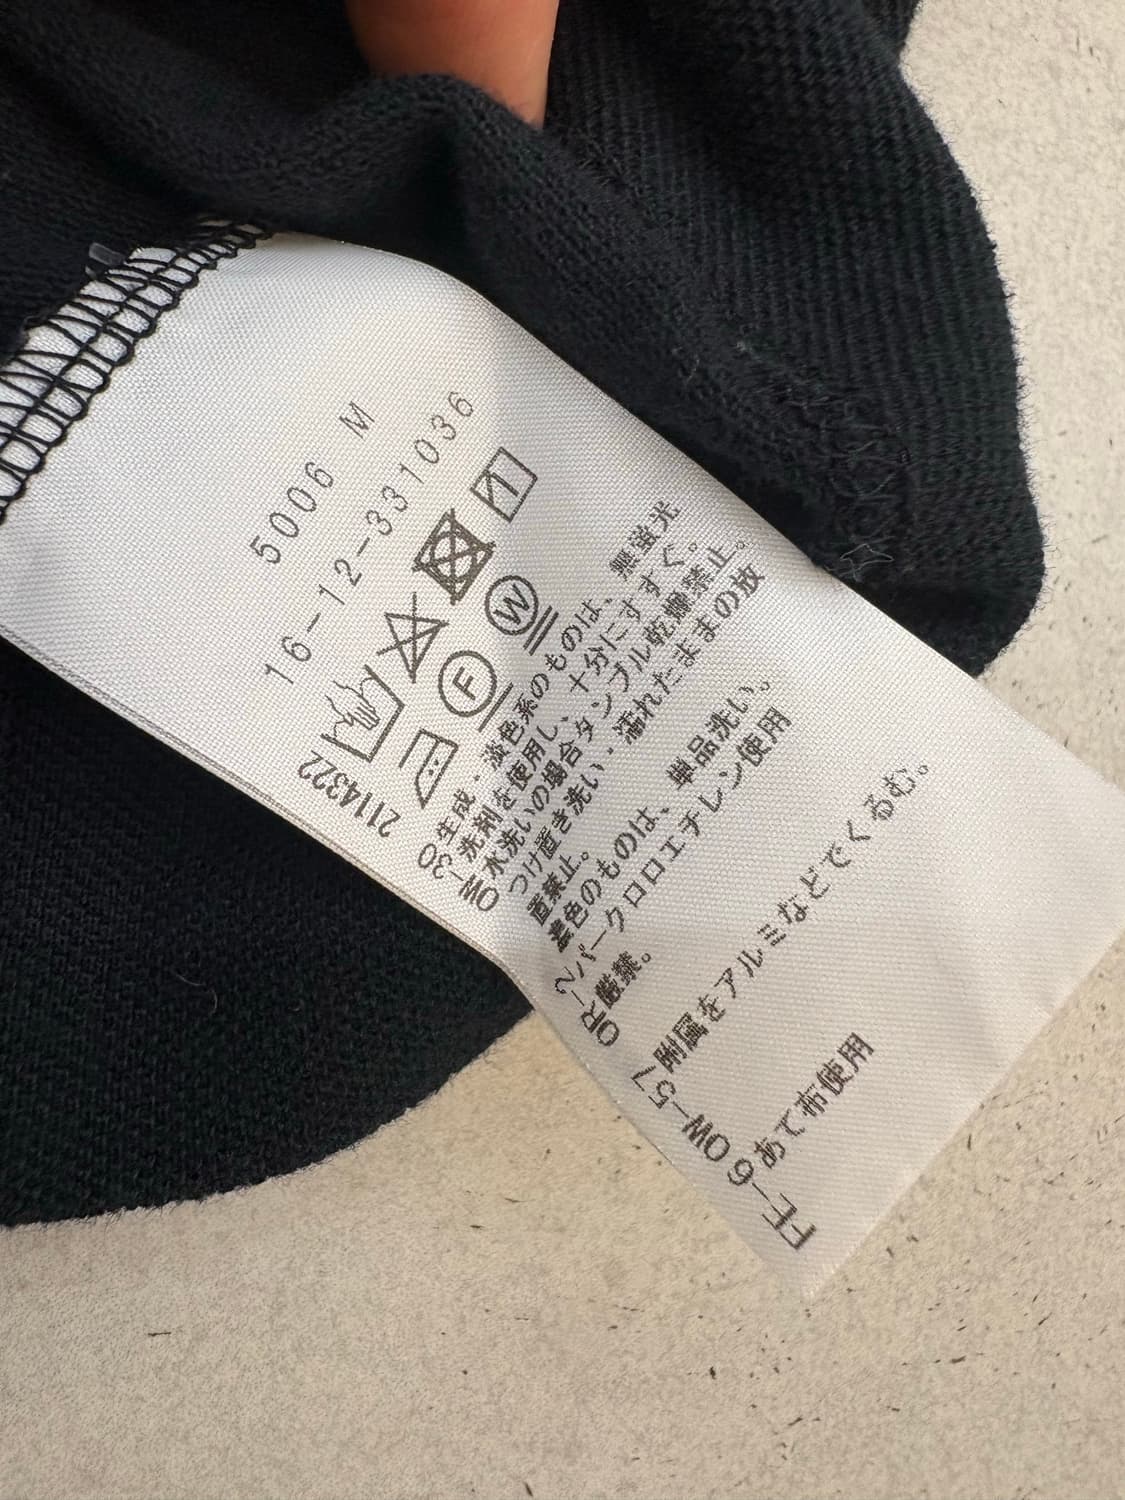 5006 M
16-12-331036
F W
2114322
OW-30 生成・淡色系のものは、無蛍光
洗剤を使用し、十分にすすぐ。
OW 水洗いの場合タンブル乾燥禁止。
つけ置き洗い・濡れたままの放
置禁止。
濃色のものは、単品洗い。
OR-2 パークロロエチレン使用
厳禁。
OW-57 附属をアルミなどでくるむ。
FE-9 あて布使用